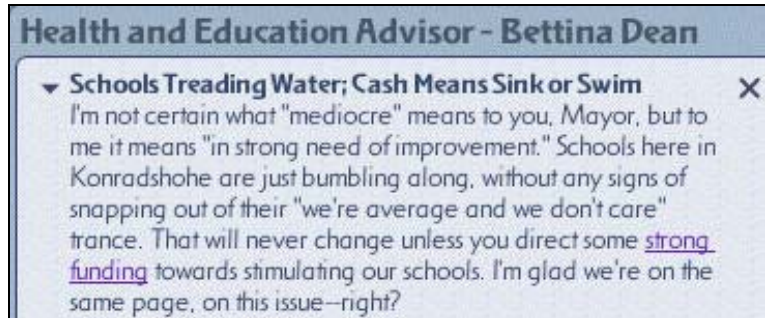 Health and Education Advisor - Bettina Dean
Schools Treading Water; Cash Means Sink or Swim
I'm not certain what "mediocre" means to you, Mayor, but to
me it means "in strong need of improvement." Schools here in
Konradshohe are just bumbling along, without any signs of
snapping out of their "we're average and we don't care"
trance. That will never change unless you direct some strong
funding towards stimulating our schools. I'm glad we're on the
same page, on this issue—right?